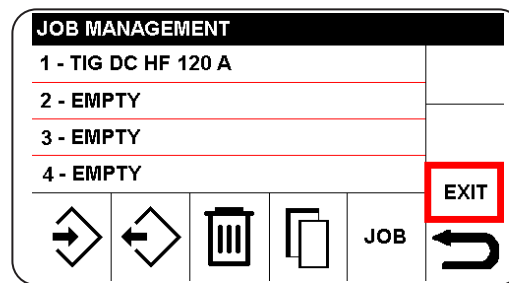 JOB MANAGEMENT
1 - TIG DC HF 120 A
2 - EMPTY
3 - EMPTY
4 - EMPTY
EXIT
JOB